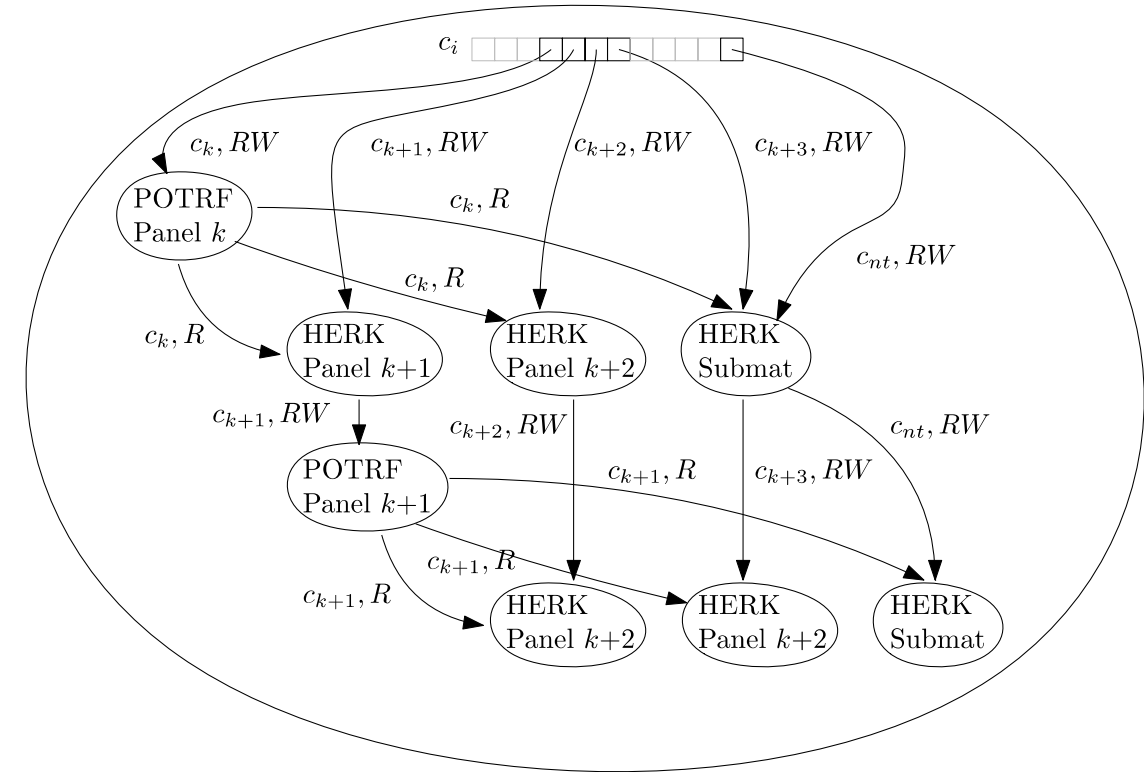 c_i
c_k, RW
c_{k+1}, RW
c_{k+2}, RW
c_{k+3}, RW
POTRF
Panel k
c_k, R
c_{nt}, RW
c_k, R
c_k, R
HERK
Panel k+1
HERK
Panel k+2
HERK
Submat
c_{k+1}, RW
c_{k+2}, RW
c_{nt}, RW
POTRF
Panel k+1
c_{k+1}, R
c_{k+3}, RW
c_{k+1}, R
c_{k+1}, R
HERK
Panel k+2
HERK
Panel k+2
HERK
Submat